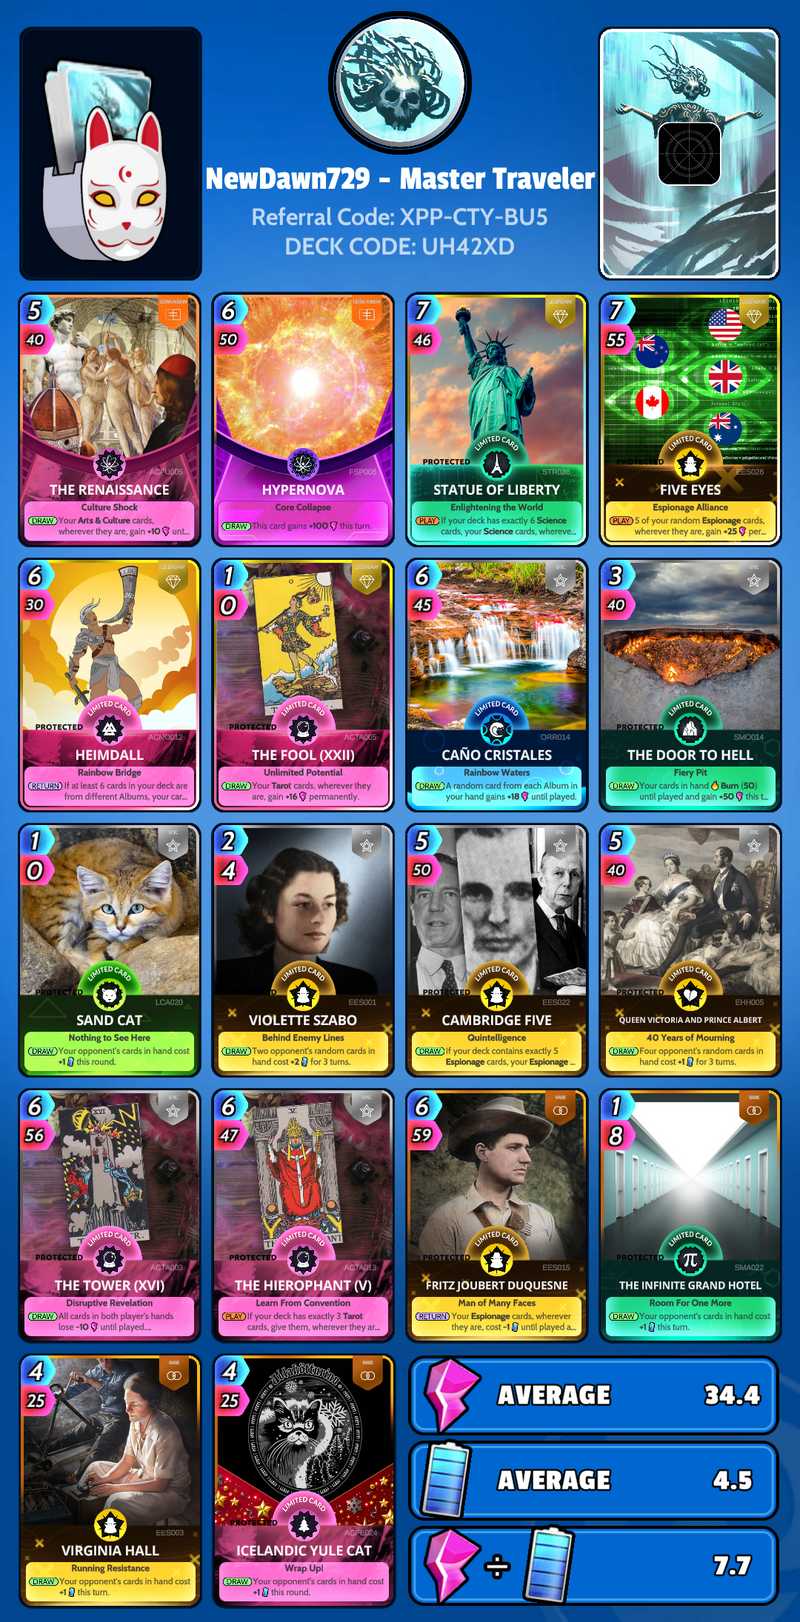 NewDawn729 - Master Traveler
Referral Code: XPP-CTY-BU5
DECK CODE: UH42XD
5
40
THE RENAISSANCE
Culture Shock
DRAW Your Arts & Culture cards,
wherever they are, gain +10 unt...
6
50
FSP006
HYPERNOVA
Core Collapse
DRAW This card gains +100 this turn.
7
46
LIMITED CARD
PROTECTED
STATUE OF LIBERTY
Enlightening the World
PLAY If your deck has exactly 6 Science
cards, your Science cards, whereve...
7
55
LIMITED CARD
PROTECTED
EES026
FIVE EYES
Espionage Alliance
PLAY 5 of your random Espionage cards,
wherever they are, gain +25 per...
6
30
LIMITED CARD
PROTECTED
HEIMDALL
Rainbow Bridge
RETURN If at least 6 cards in your deck are
from different Albums, your car...
1
0
LIMITED CARD
PROTECTED
ACTA005
THE FOOL (XXII)
Unlimited Potential
DRAW Your Tarot cards, wherever they
are, gain +16 permanently.
6
45
LIMITED CARD
ORR014
CAÑO CRISTALES
Rainbow Waters
DRAW A random card from each Album in
your hand gains +18 until played.
3
40
LIMITED CARD
PROTECTED
SMO014
THE DOOR TO HELL
Fiery Pit
DRAW Your cards in hand Burn (50)
until played and gain +50 this t...
1
0
LIMITED CARD
PROTECTED
LCA020
SAND CAT
Nothing to See Here
DRAW Your opponent's cards in hand cost
+1 this round.
2
4
LIMITED CARD
PROTECTED
EES001
VIOLETTE SZABO
Behind Enemy Lines
DRAW Two opponent's random cards in
hand cost +2 for 3 turns.
5
50
LIMITED CARD
PROTECTED
EES022
CAMBRIDGE FIVE
Quintelligence
DRAW If your deck contains exactly 5
Espionage cards, your Espionage ...
5
40
LIMITED CARD
PROTECTED
EHH005
QUEEN VICTORIA AND PRINCE ALBERT
40 Years of Mourning
DRAW Four opponent's random cards in
hand cost +1 for 3 turns.
6
56
XVI
LIMITED CARD
PROTECTED
THE TOWER (XVI)
Disruptive Revelation
DRAW All cards in both player's hands
lose -10 until played....
6
47
V
LIMITED CARD
PROTECTED
ACTA013
THE HIEROPHANT (V)
Learn From Convention
PLAY If your deck has exactly 3 Tarot
cards, give them, wherever they ar...
6
59
LIMITED CARD
PROTECTED
EES015
FRITZ JOUBERT DUQUESNE
Man of Many Faces
RETURN Your Espionage cards, wherever
they are, cost -1 until played a...
1
8
LIMITED CARD
PROTECTED
SMA022
THE INFINITE GRAND HOTEL
Room For One More
DRAW Your opponent's cards in hand cost
+1 this turn.
4
25
EES003
VIRGINIA HALL
Running Resistance
DRAW Your opponent's cards in hand cost
+1 this turn.
4
25
LIMITED CARD
PROTECTED
ACFE024
ICELANDIC YULE CAT
Wrap Up!
DRAW Your opponent's cards in hand cost
+1 this round.
AVERAGE 34.4
AVERAGE 4.5
÷ 7.7